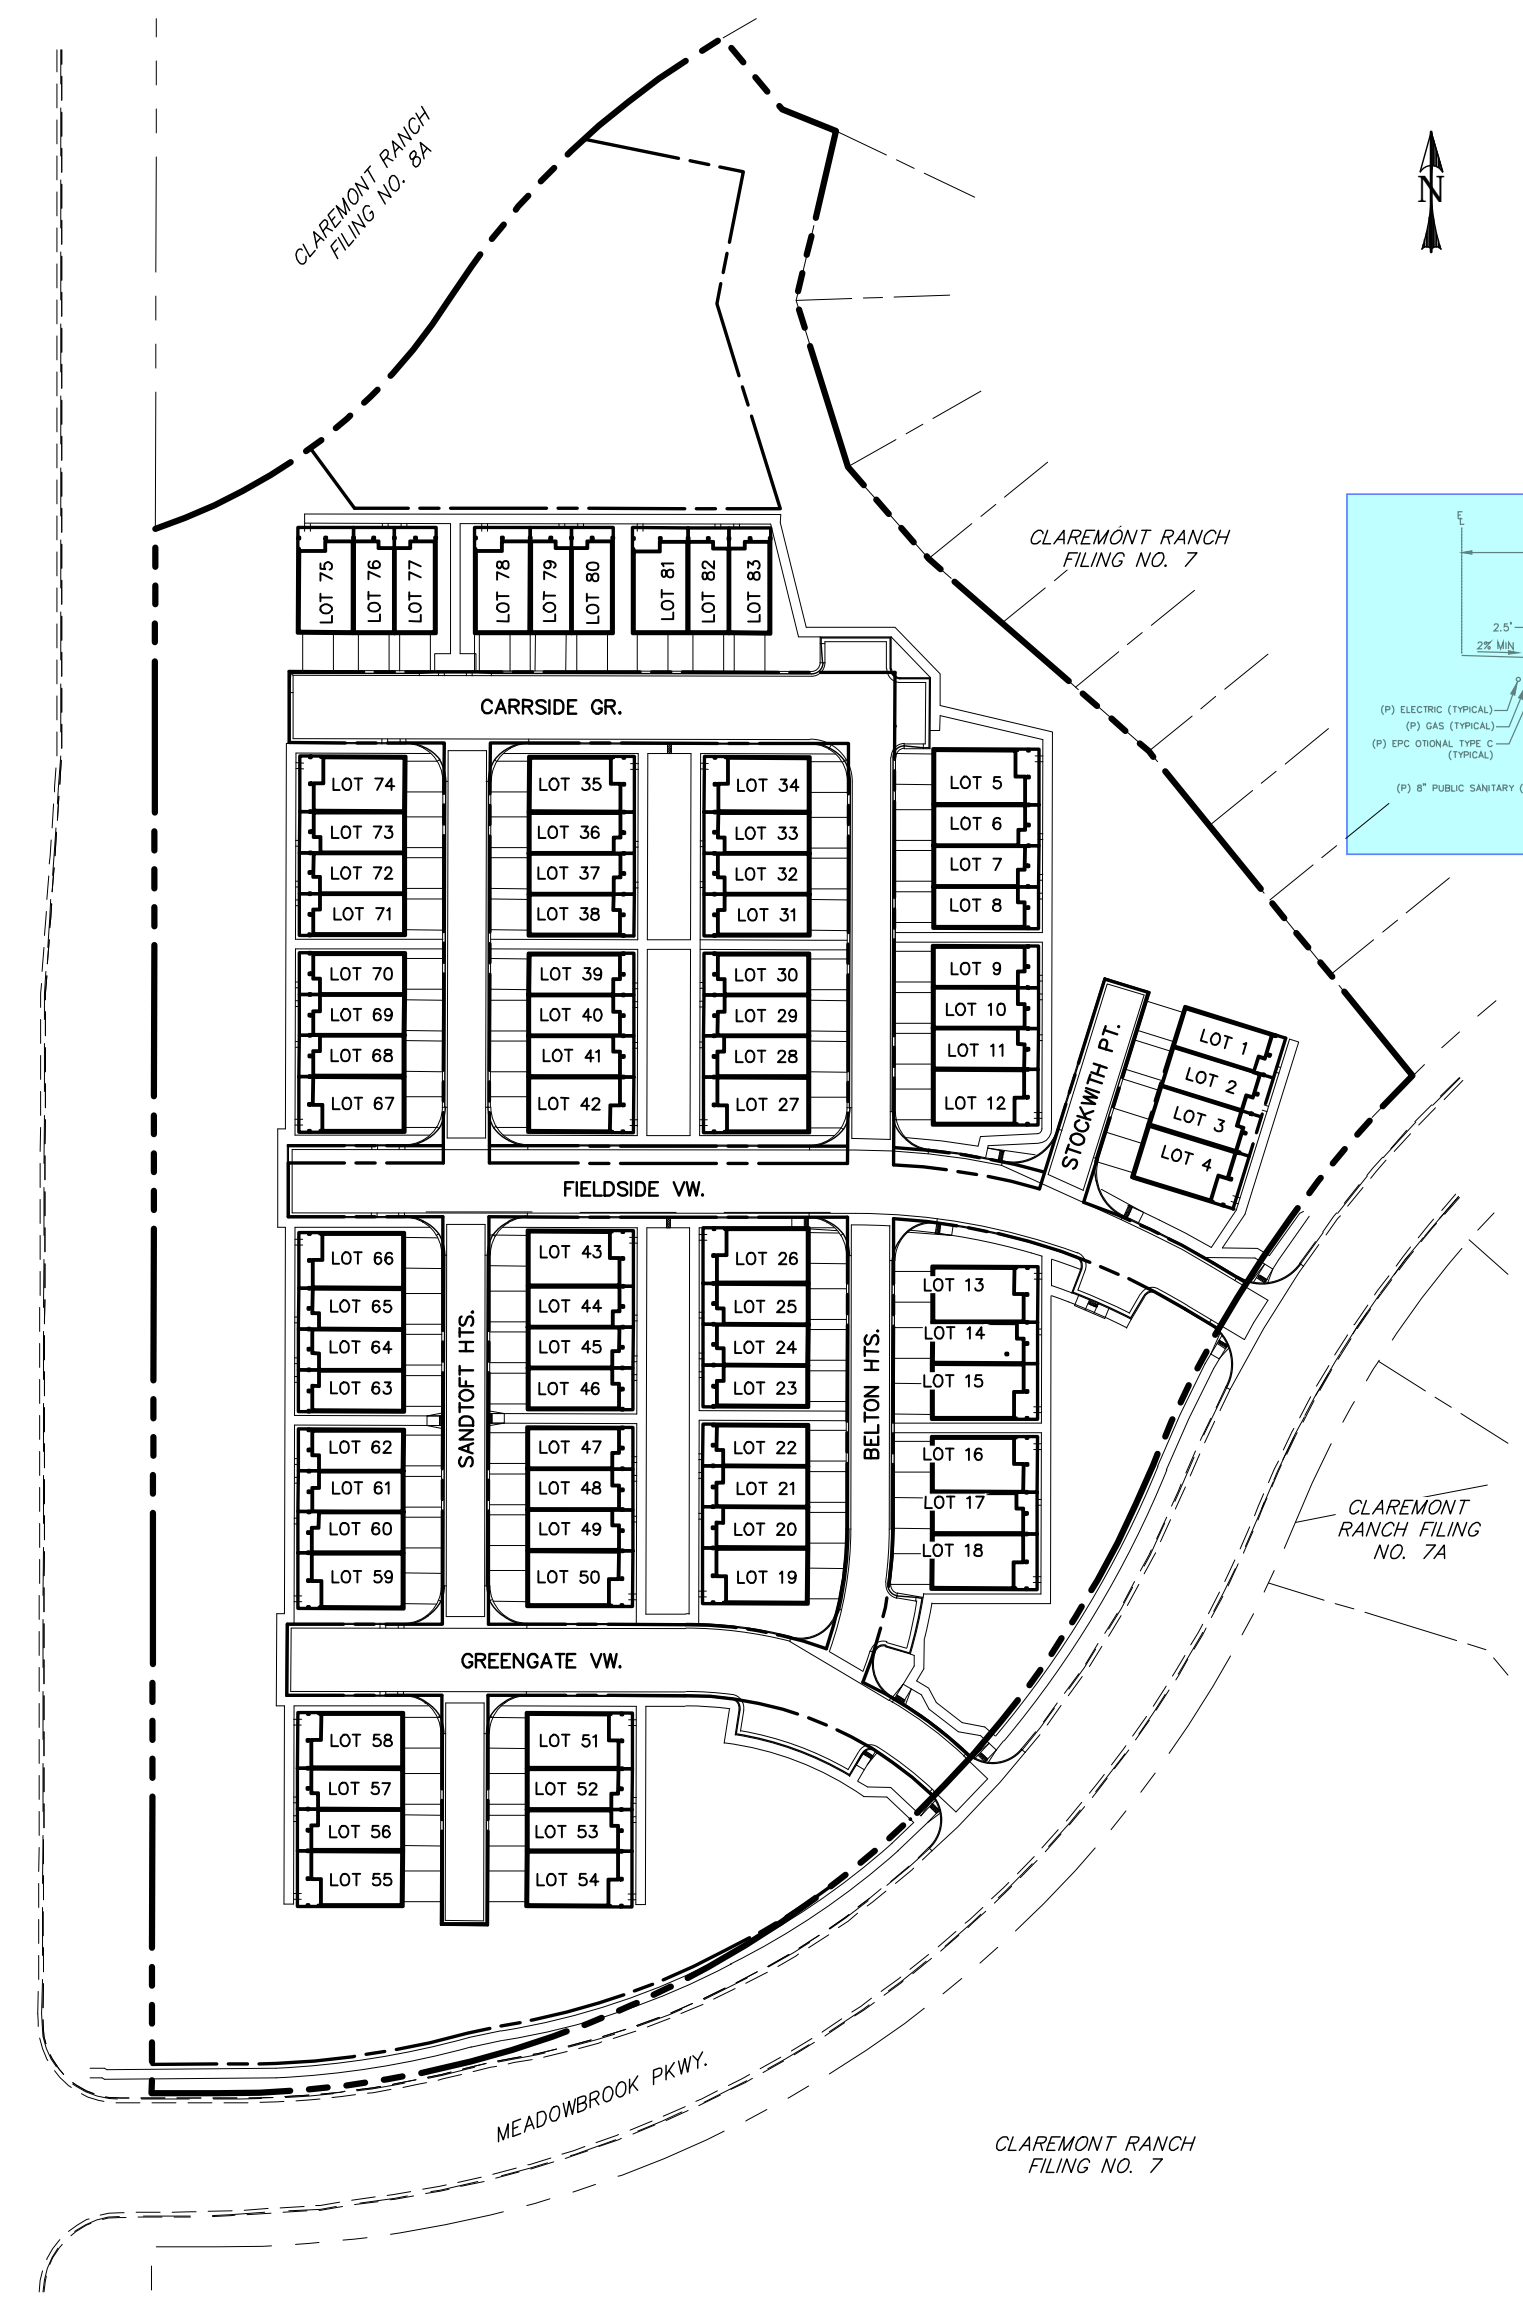 CLAREMONT RANCH
FILING NO. 8A
N
CLAREMONT RANCH
FILING NO. 7
2.5'
2% MIN
(P) ELECTRIC (TYPICAL)
(P) GAS (TYPICAL)
(P) EPC OTIONAL TYPE C
(TYPICAL)
(P) 8" PUBLIC SANITARY (
LOT 75
LOT 76
LOT 77
LOT 78
LOT 79
LOT 80
LOT 81
LOT 82
LOT 83
CARRSIDE GR.
LOT 74
LOT 73
LOT 72
LOT 71
LOT 70
LOT 69
LOT 68
LOT 67
LOT 35
LOT 36
LOT 37
LOT 38
LOT 39
LOT 40
LOT 41
LOT 42
LOT 34
LOT 33
LOT 32
LOT 31
LOT 30
LOT 29
LOT 28
LOT 27
LOT 5
LOT 6
LOT 7
LOT 8
LOT 9
LOT 10
LOT 11
LOT 12
STOCKWITH PT.
LOT 1
LOT 2
LOT 3
LOT 4
FIELDSIDE VW.
LOT 66
LOT 65
LOT 64
LOT 63
LOT 62
LOT 61
LOT 60
LOT 59
SANDTOFT HTS.
LOT 43
LOT 44
LOT 45
LOT 46
LOT 47
LOT 48
LOT 49
LOT 50
LOT 26
LOT 25
LOT 24
LOT 23
LOT 22
LOT 21
LOT 20
LOT 19
BELTON HTS.
LOT 13
LOT 14
LOT 15
LOT 16
LOT 17
LOT 18
CLAREMONT
RANCH FILING
NO. 7A
GREENGATE VW.
LOT 58
LOT 57
LOT 56
LOT 55
LOT 51
LOT 52
LOT 53
LOT 54
MEADOWBROOK PKWY.
CLAREMONT RANCH
FILING NO. 7